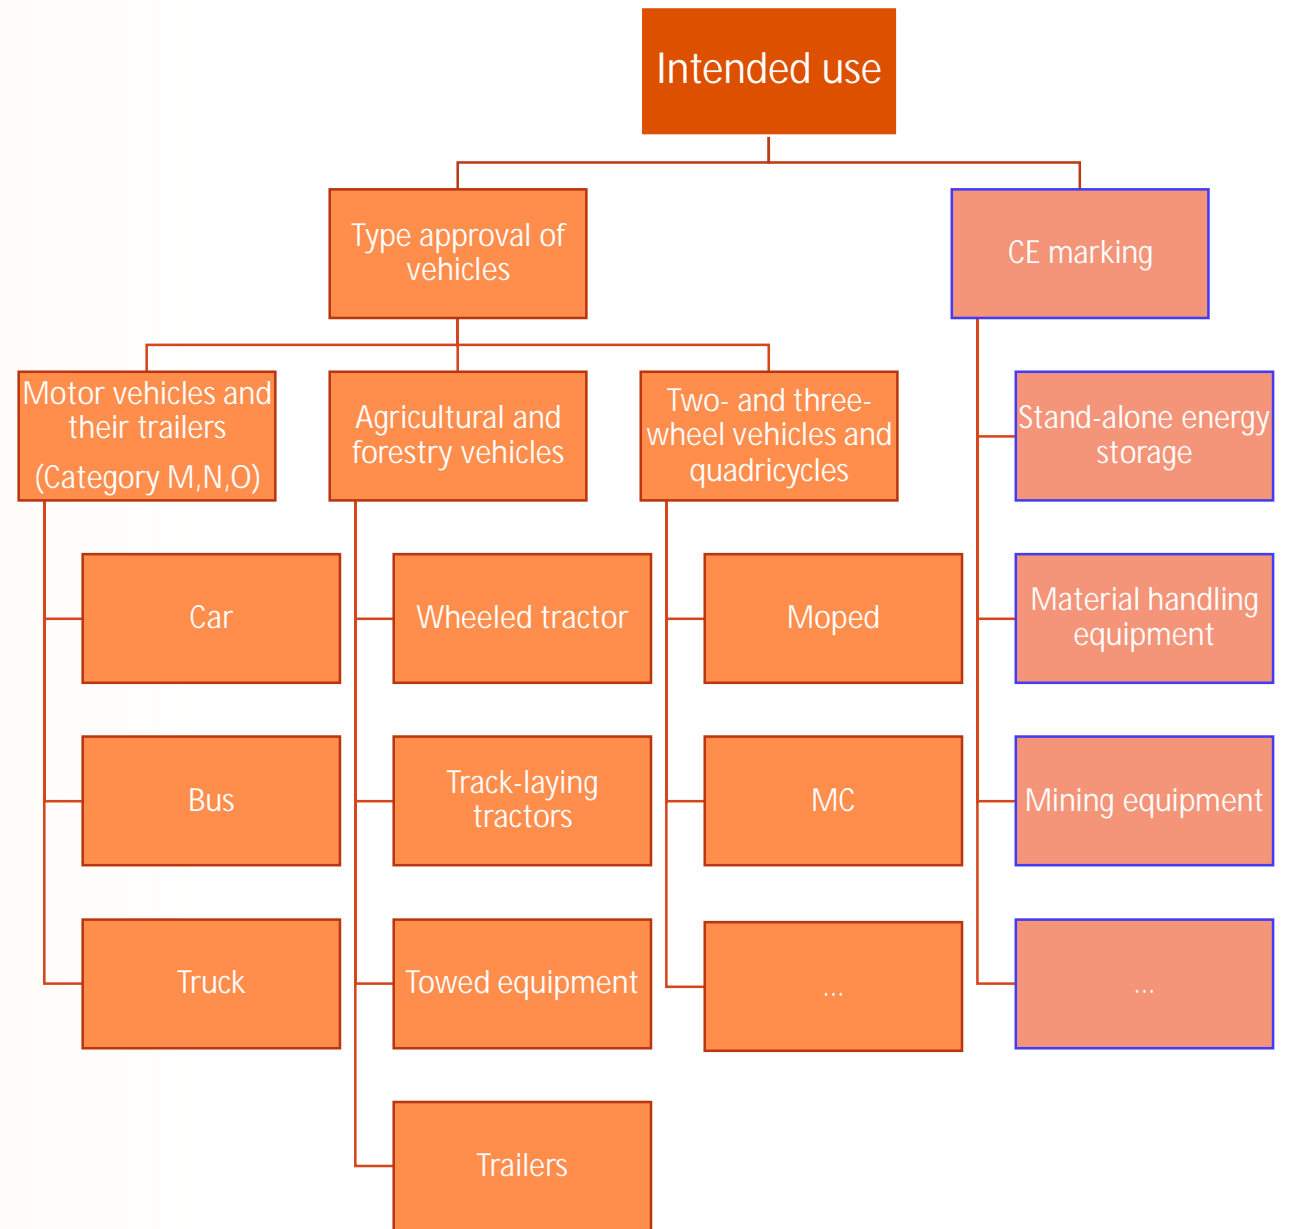 Intended use
Type approval of
vehicles
CE marking
Motor vehicles and
their trailers
(Category M,N,O)
Agricultural and
forestry vehicles
Two- and three-
wheel vehicles and
quadricycles
Stand-alone energy
storage
Car
Wheeled tractor
Moped
Material handling
equipment
Bus
Track-laying
tractors
MC
Mining equipment
Truck
Towed equipment
...
...
Trailers